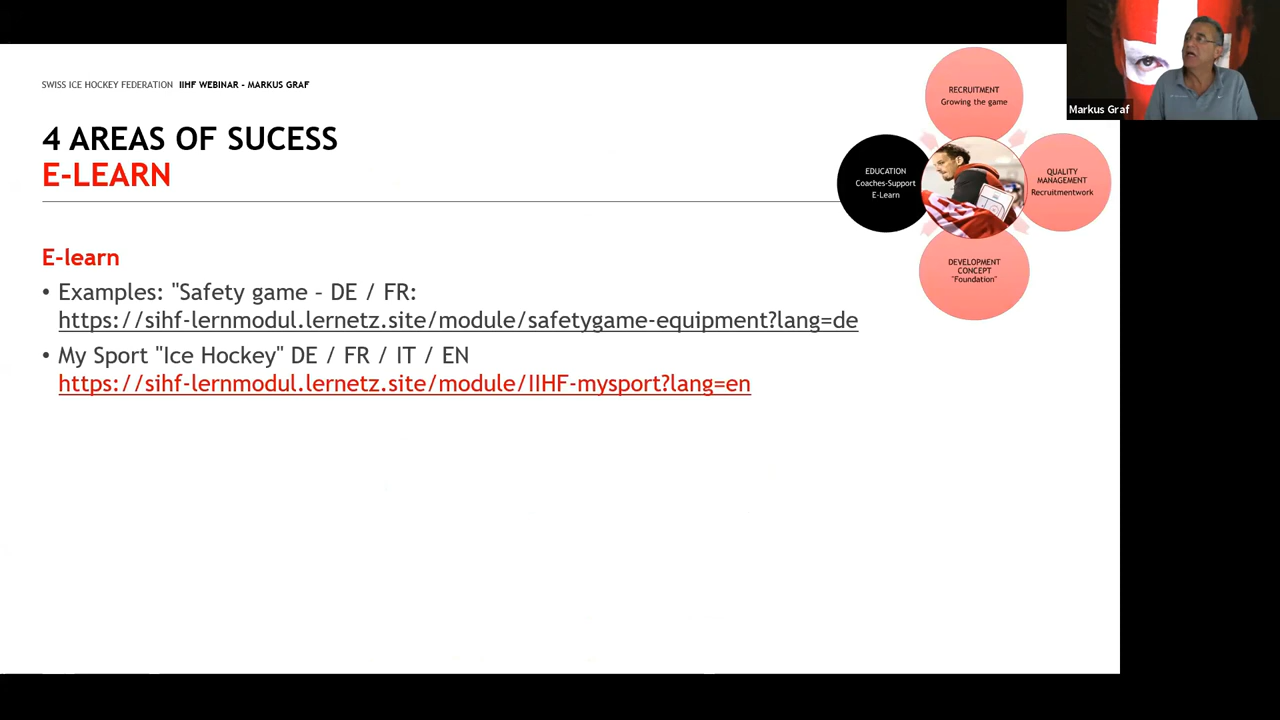 SWISS ICE HOCKEY FEDERATION IIHF WEBINAR - MARKUS GRAF
4 AREAS OF SUCESS
E-LEARN
E-learn
• Examples: "Safety game - DE / FR:
https://sihf-lernmodul.lernetz.site/module/safetygame-equipment?lang=de
• My Sport "Ice Hockey" DE / FR / IT / EN
https://sihf-lernmodul.lernetz.site/module/IIHF-mysport?lang=en
RECRUITMENT
Growing the game
EDUCATION
Coaches-Support
E-Learn
QUALITY
MANAGEMENT
Recruitmentwork
DEVELOPMENT
CONCEPT
"Foundation"
Markus Graf